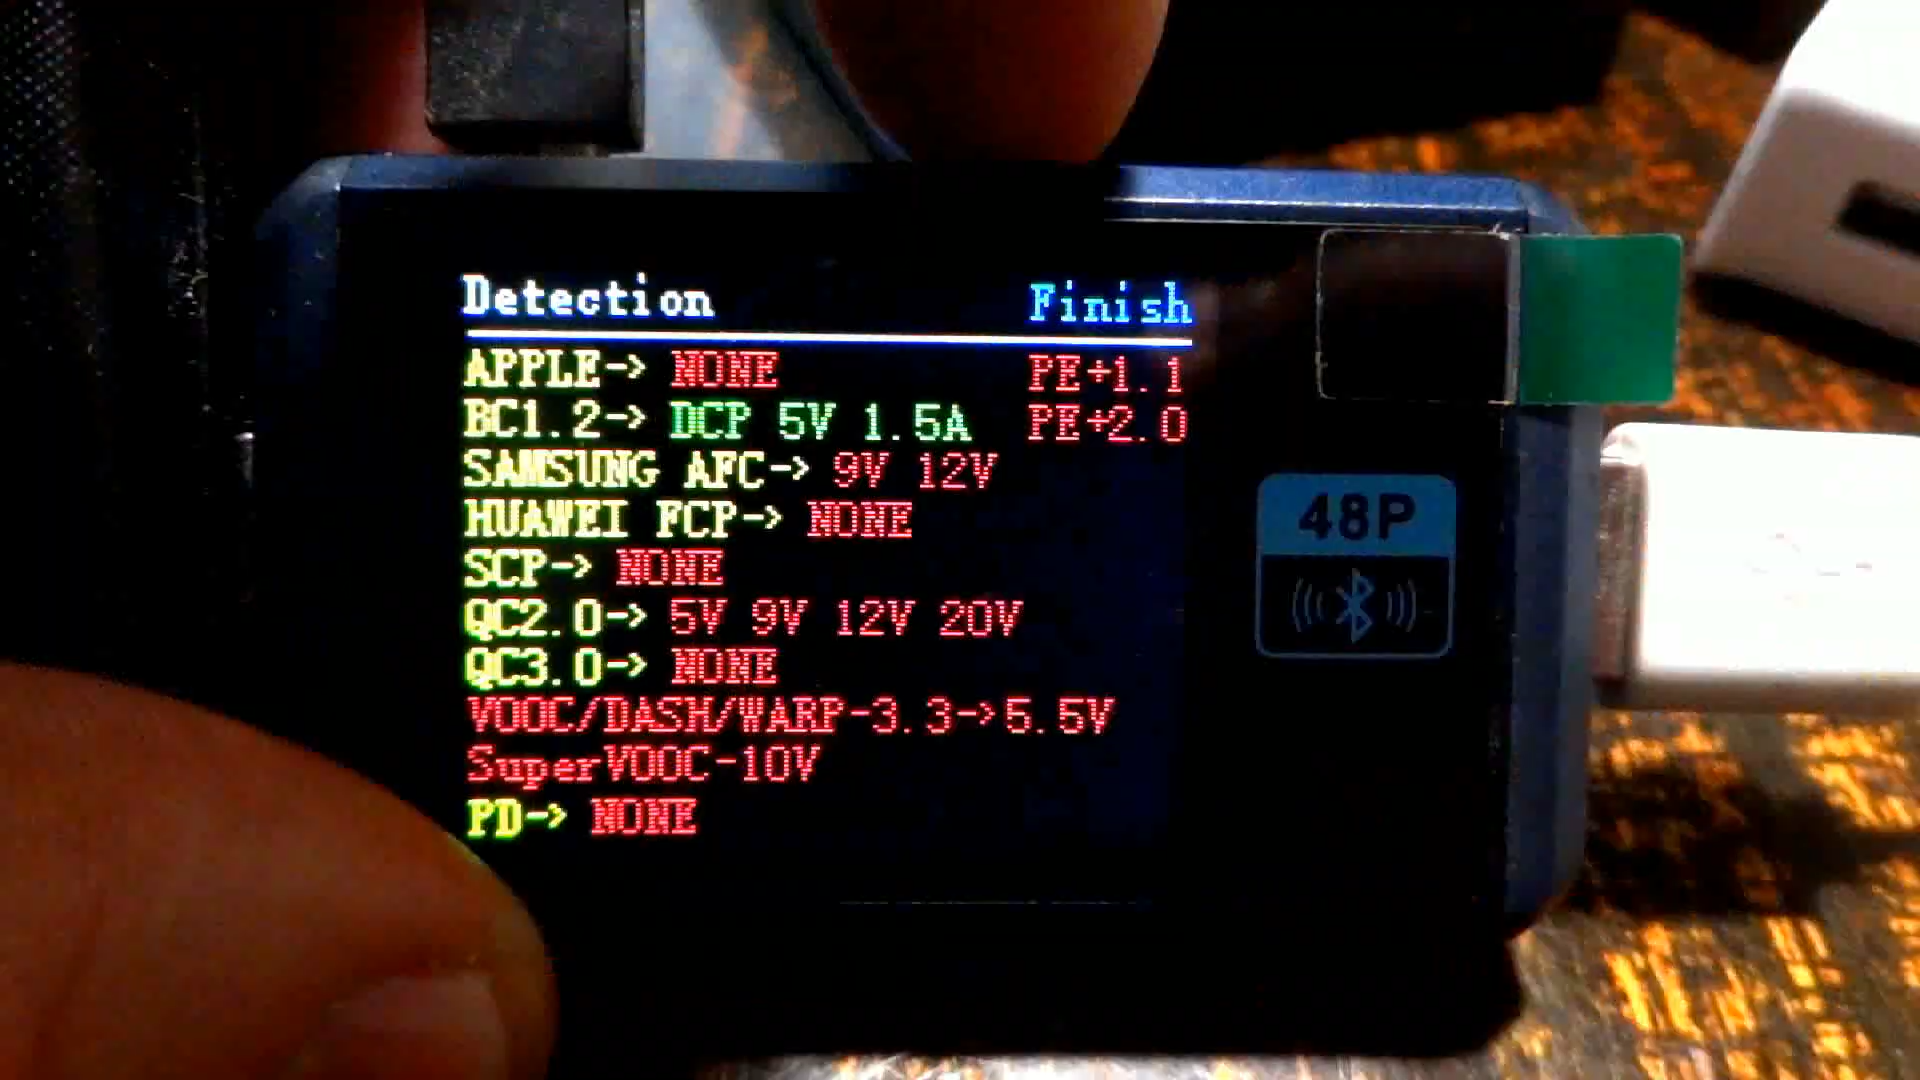 Detection Finish
APPLE-> NONE PE+1.1
BC1.2-> DCP 5V 1.5A PE+2.0
SAMSUNG AFC-> 9V 12V
HUAWEI FCP-> NONE
SCP-> NONE
QC2.0-> 5V 9V 12V 20V
QC3.0-> NONE
VOOC/DASH/WARP-3.3->5.5V
SuperVOOC-10V
PD-> NONE
48P